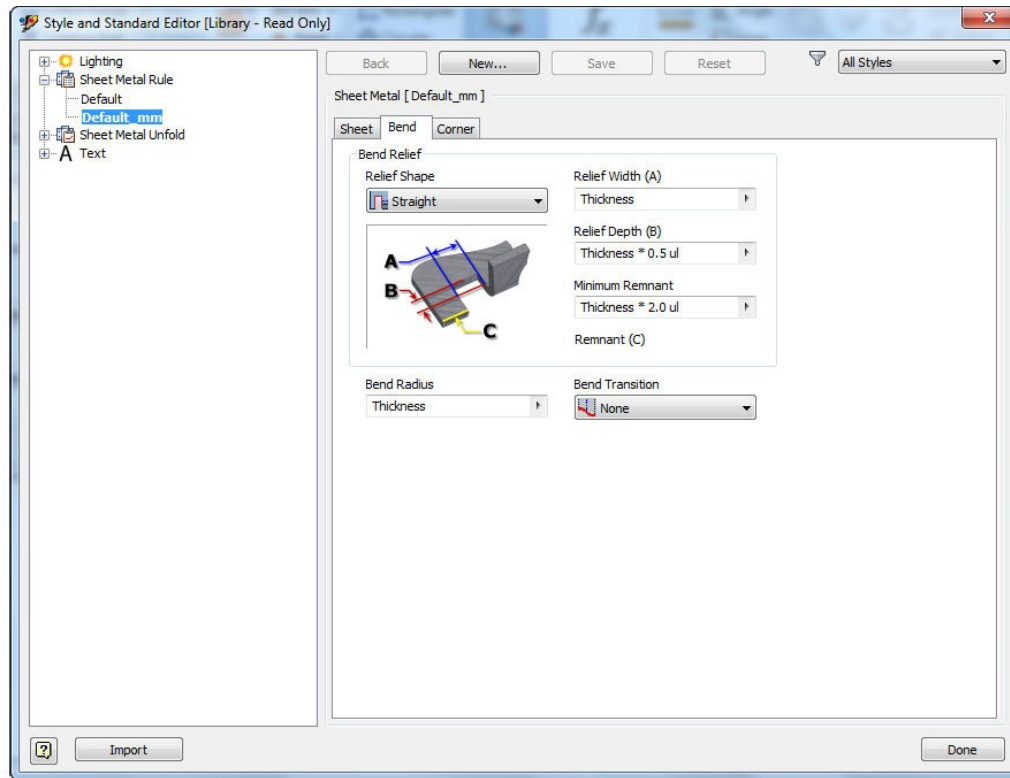 Style and Standard Editor [Library - Read Only]
Lighting
Sheet Metal Rule
Default
Default_mm
Sheet Metal Unfold
A Text
Back New... Save Reset All Styles
Sheet Metal [ Default_mm ]
Sheet Bend Corner
Bend Relief
Relief Shape
Straight
A
B
C
Relief Width (A)
Thickness
Relief Depth (B)
Thickness * 0.5 ul
Minimum Remnant
Thickness * 2.0 ul
Remnant (C)
Bend Radius
Thickness
Bend Transition
None
? Import Done